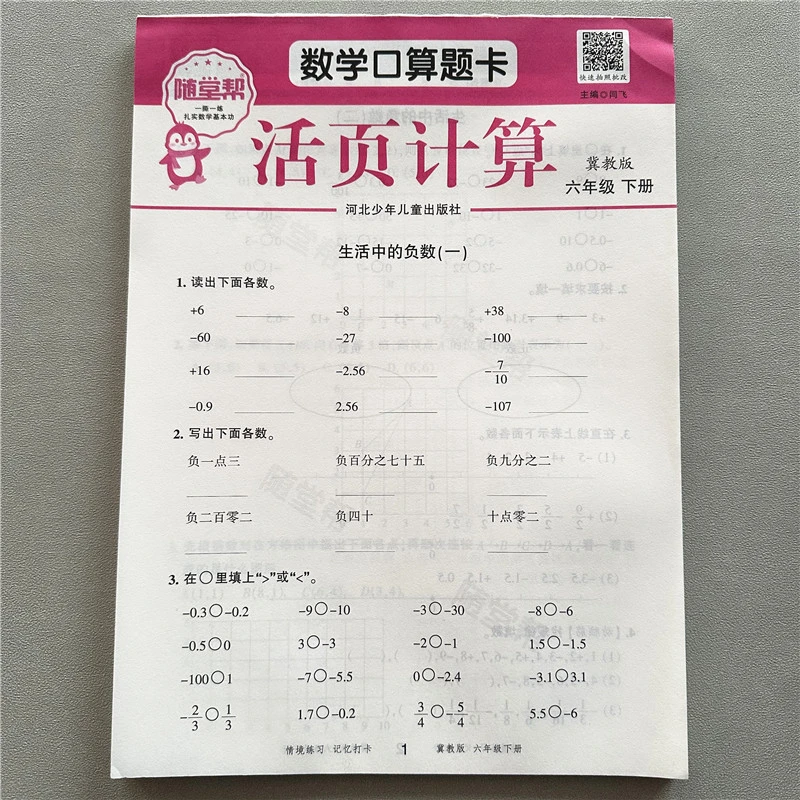 数学口算题卡
随堂帮
一撕一练
扎实数学基本功
快速拍照批改
主编◎同飞
活页计算
冀教版
六年级 下册
河北少年儿童出版社
生活中的负数(一)
1. 读出下面各数。
+6 -8 +38
-60 -27 -100
+16 -2.56 -7/10
-0.9 2.56 -107
2. 写出下面各数。
负一点三 负百分之七十五 负九分之二
负二百零二 负四十 十点零二
3. 在○里填上“>”或“<”。
-0.3○-0.2 -9○-10 -3○-30 -8○-6
-0.5○0 3○-3 -2○-1 1.5○-1.5
-100○1 -7○-5.5 0○-2.4 -3.1○3.1
-2/3○1/3 1.7○-0.2 3/4○-5/4 5.5○-6
情境练习 记忆打卡 1 冀教版 六年级下册